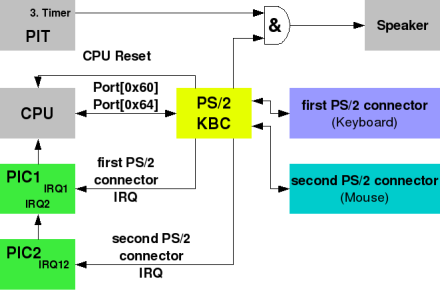 3. Timer
PIT
&
Speaker
CPU Reset
Port[0x60]
Port[0x64]
CPU
PS/2
KBC
first PS/2 connector
(Keyboard)
PIC1
IRQ1
IRQ2
first PS/2
connector
IRQ
second PS/2 connector
(Mouse)
PIC2
IRQ12
second PS/2
connector
IRQ